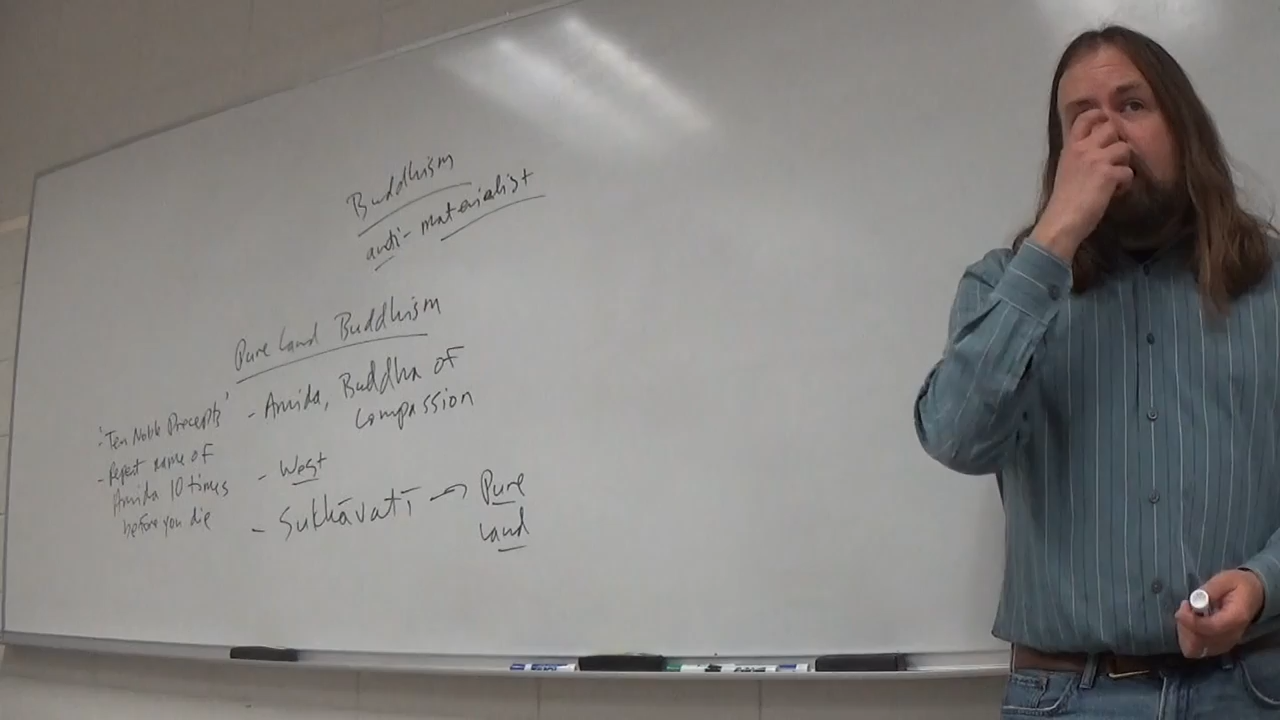 Buddhism
anti-materialist
Pure Land Buddhism
- Amida, Buddha of
Compassion
- West
- Sukhāvatī → Pure
Land
- 'Ten Noble Precepts'
- Repeat name of
Amida 10 times
before you die